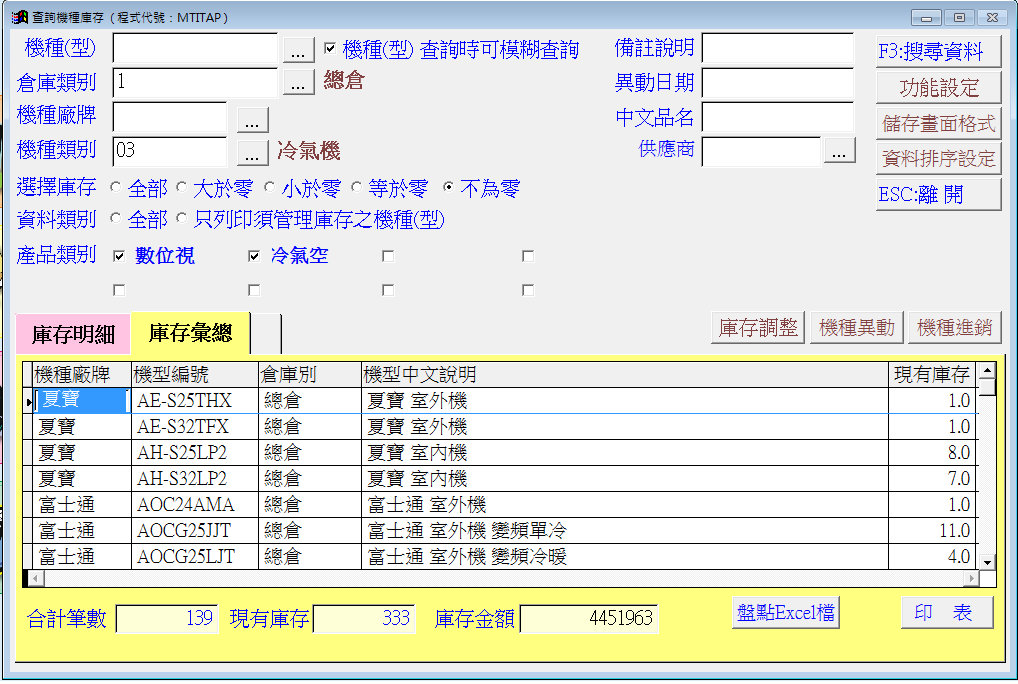 查詢機種庫存（程式代號：MTITAP）
機種(型) ... 機種(型) 查詢時可模糊查詢 備註說明 F3:搜尋資料
倉庫類別 1 ... 總倉 異動日期 功能設定
機種廠牌 ... 中文品名 儲存畫面格式
機種類別 03 ... 冷氣機 供應商 ... 資料排序設定
選擇庫存 全部 大於零 小於零 等於零 不為零 ESC:離 開
資料類別 全部 只列印須管理庫存之機種(型)
產品類別 數位視 冷氣空
庫存明細 庫存彙總 庫存調整 機種異動 機種進銷
機種廠牌 機型編號 倉庫別 機型中文說明 現有庫存
夏寶 AE-S25THX 總倉 夏寶 室外機 1.0
夏寶 AE-S32TFX 總倉 夏寶 室外機 1.0
夏寶 AH-S25LP2 總倉 夏寶 室內機 8.0
夏寶 AH-S32LP2 總倉 夏寶 室內機 7.0
富士通 AOC24AMA 總倉 富士通 室外機 1.0
富士通 AOCG25JJT 總倉 富士通 室外機 變頻單冷 11.0
富士通 AOCG25LJT 總倉 富士通 室外機 變頻冷暖 4.0
合計筆數 139 現有庫存 333 庫存金額 4451963 盤點Excel檔 印 表